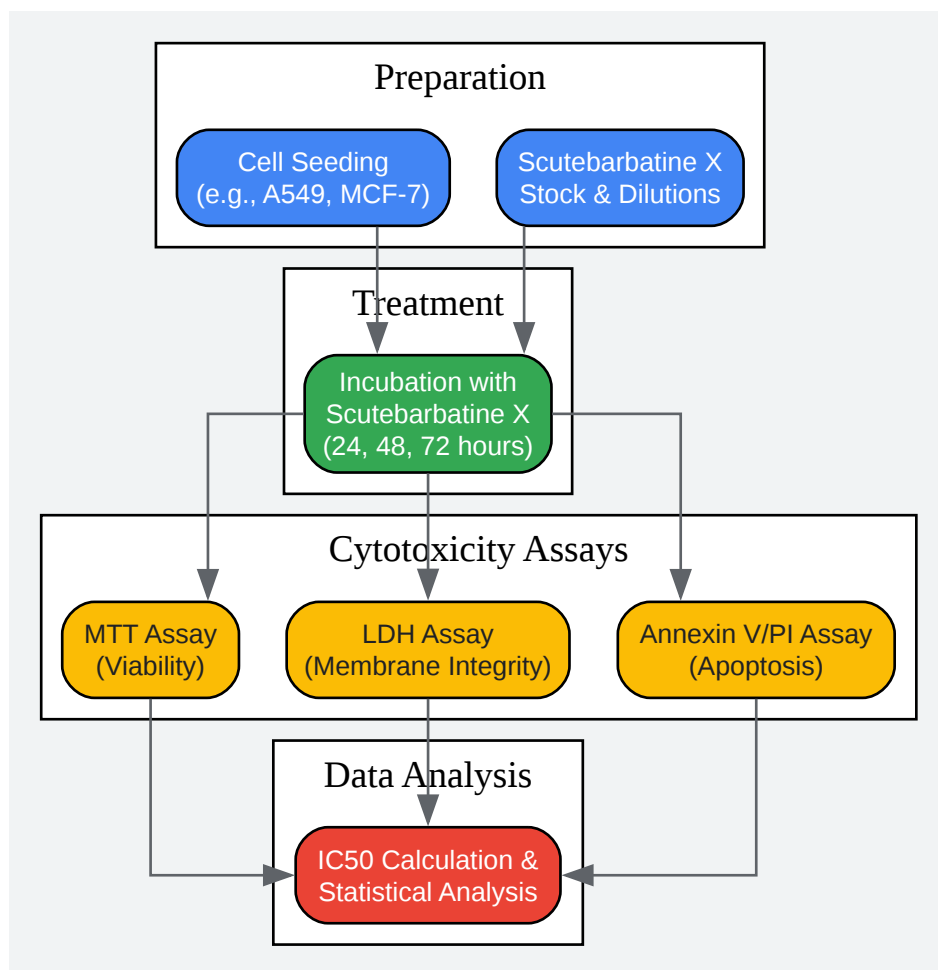 Preparation
Cell Seeding
(e.g., A549, MCF-7)
Scutebarbatine X
Stock & Dilutions
Treatment
Incubation with
Scutebarbatine X
(24, 48, 72 hours)
Cytotoxicity Assays
MTT Assay
(Viability)
LDH Assay
(Membrane Integrity)
Annexin V/PI Assay
(Apoptosis)
Data Analysis
IC50 Calculation &
Statistical Analysis